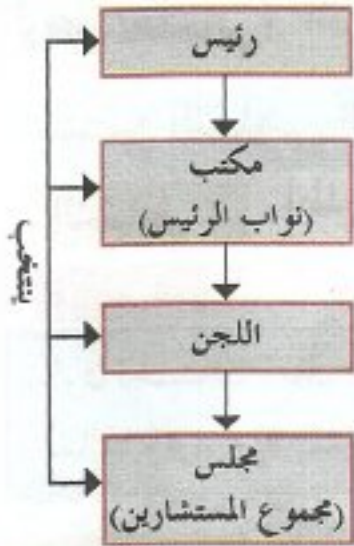 رئيس
مكتب
(نواب الرئيس)
اللجن
مجلس
(مجموع المستشارين)
ينتخب